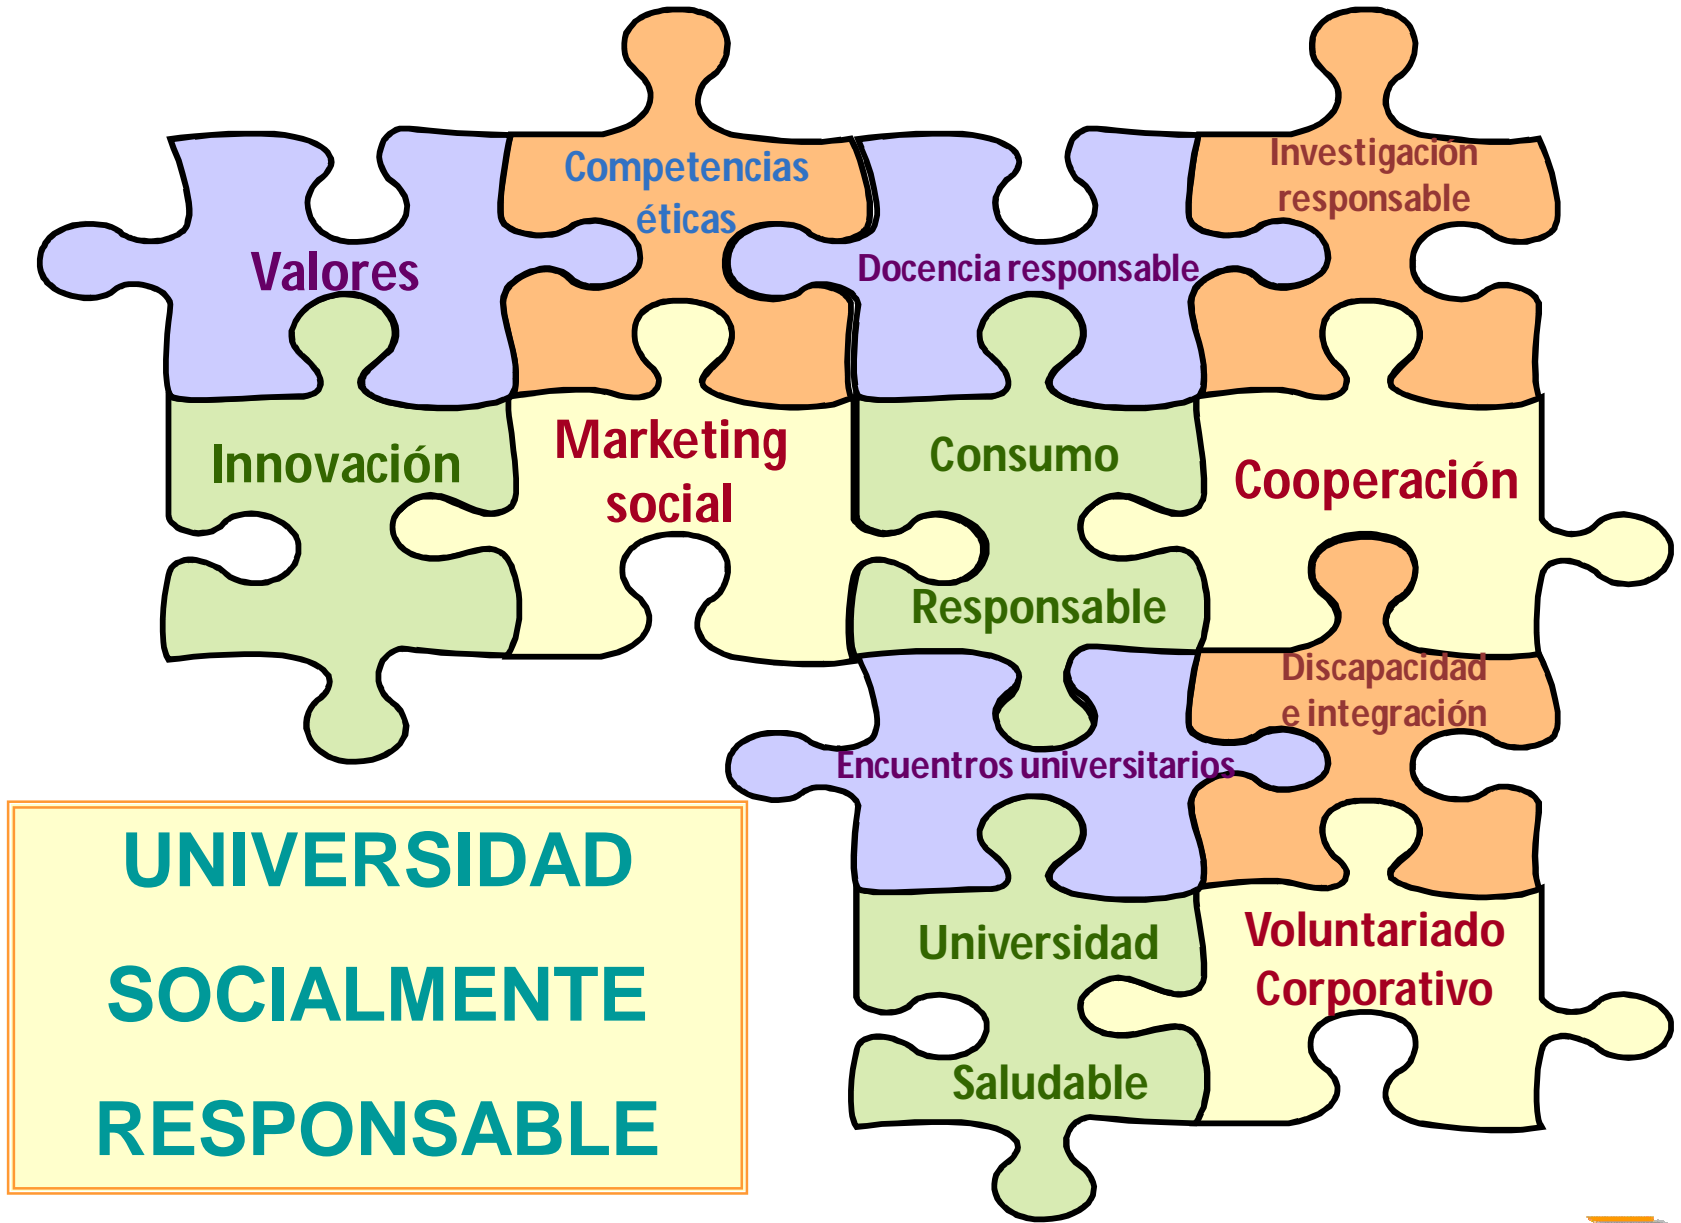 Competencias
éticas
Investigación
responsable
Valores
Docencia responsable
Innovación
Marketing
social
Consumo
Responsable
Cooperación
Discapacidad
e integración
Encuentros universitarios
Universidad
Saludable
Voluntariado
Corporativo
UNIVERSIDAD
SOCIALMENTE
RESPONSABLE